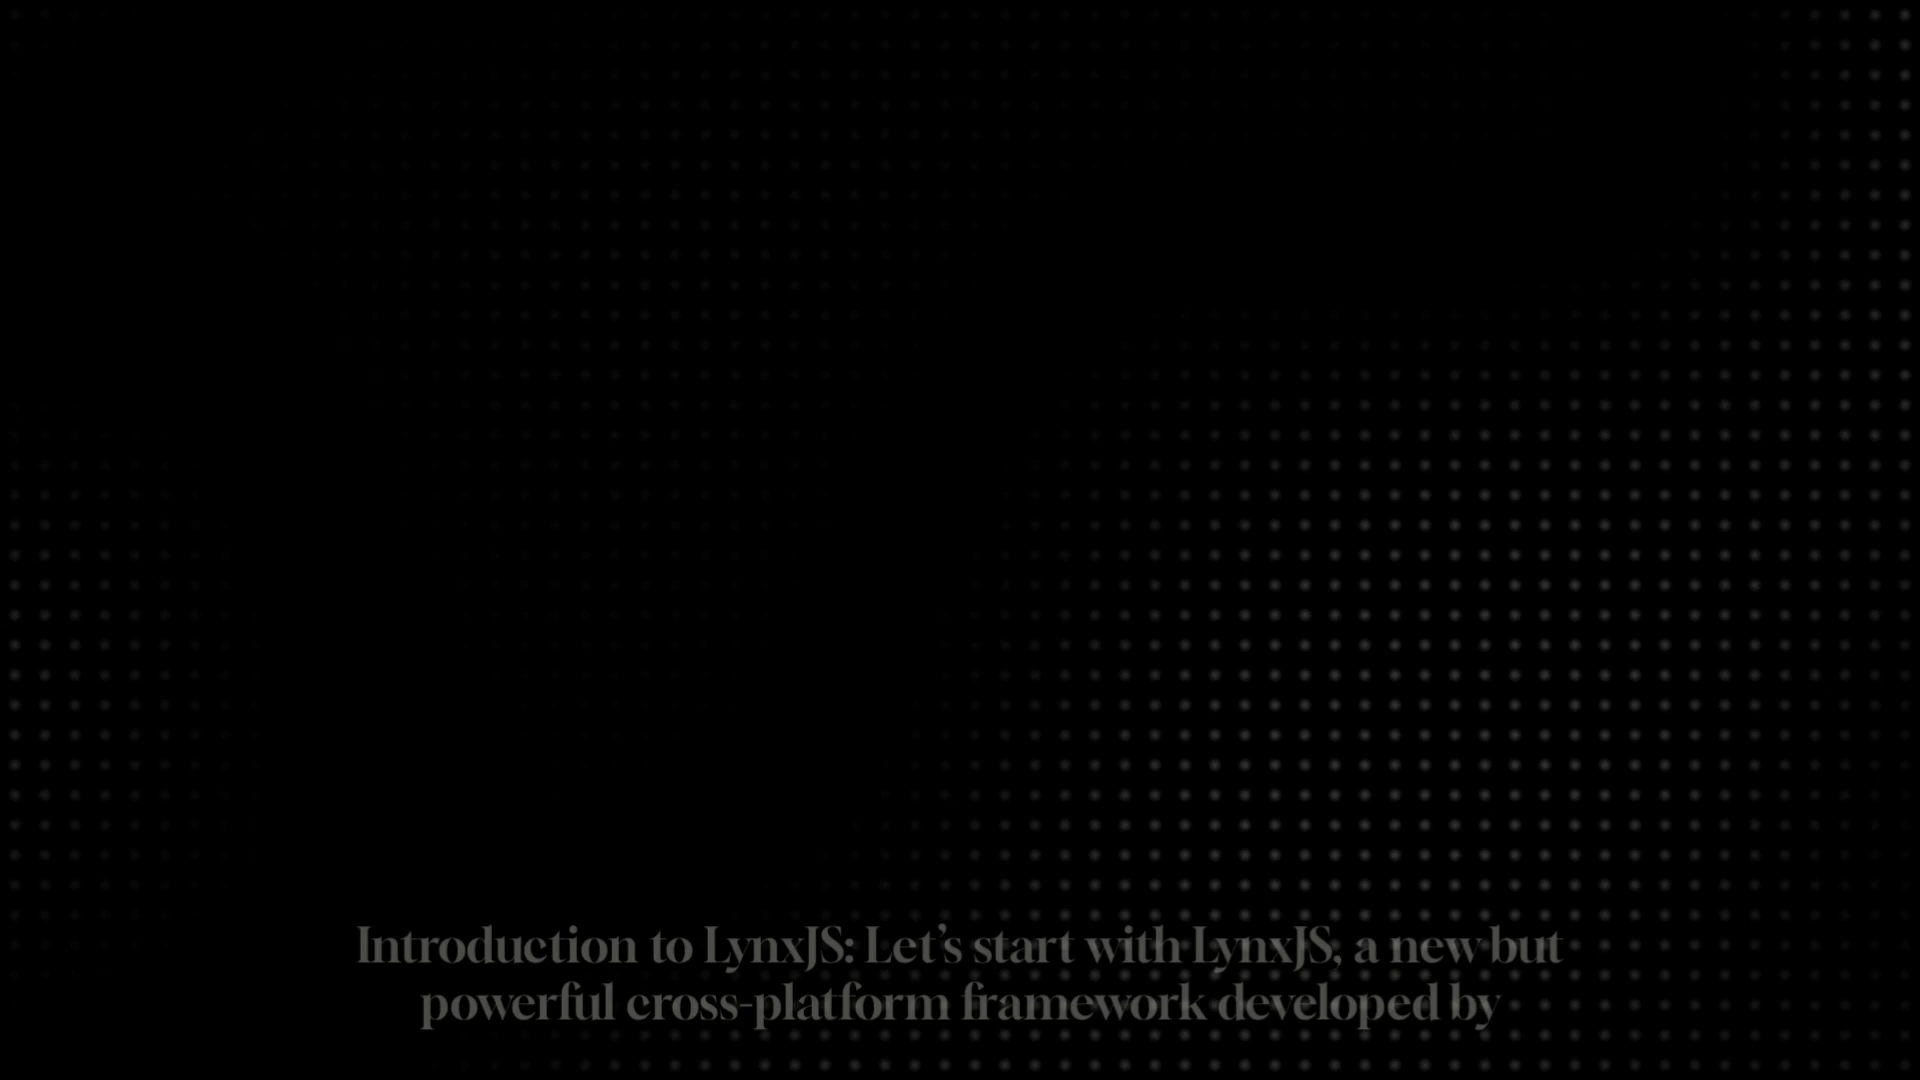 Introduction to LynxJS: Let’s start with LynxJS, a new but
powerful cross-platform framework developed by